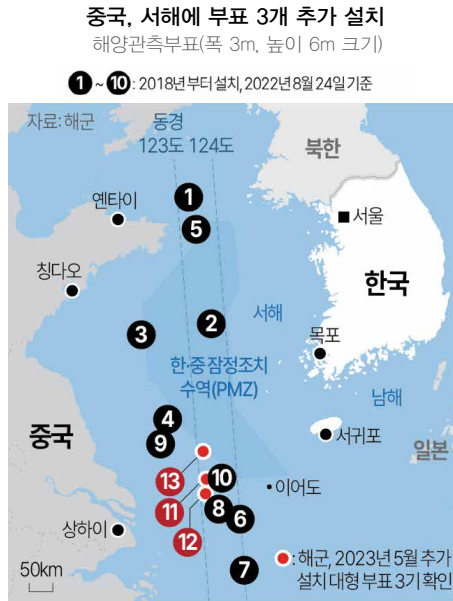 중국, 서해에 부표 3개 추가 설치
해양관측부표(폭 3m, 높이 6m 크기)
1 ~ 10 : 2018년부터 설치, 2022년 8월 24일 기준
자료: 해군
동경
123도 124도
북한
1
옌타이
서울
5
칭다오
한국
서해
2
3
목포
한·중 잠정조치
수역(PMZ)
남해
4
중국
서귀포
9
일본
13
10
이어도
11
8
6
상하이
12
7
: 해군, 2023년 5월 추가
설치 대형 부표 3기 확인
50km